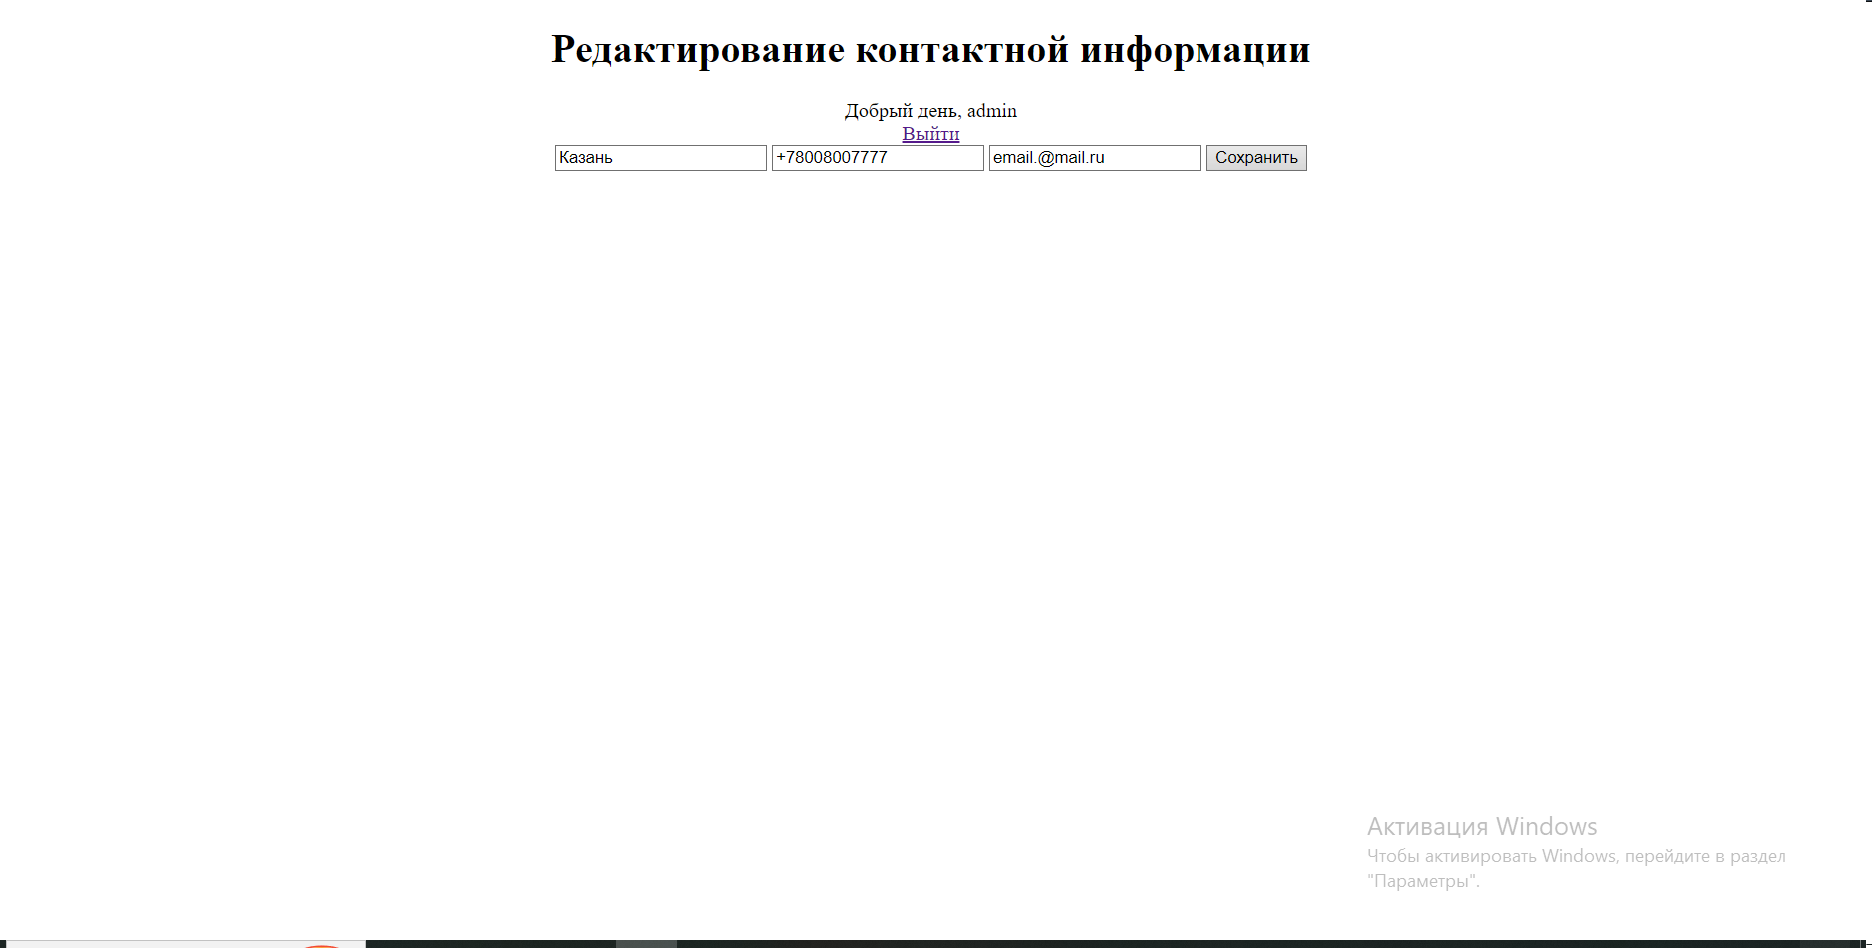 Редактирование контактной информации
Добрый день, admin
Выйти
Казань +78008007777 email.@mail.ru Сохранить
Активация Windows
Чтобы активировать Windows, перейдите в раздел
"Параметры".